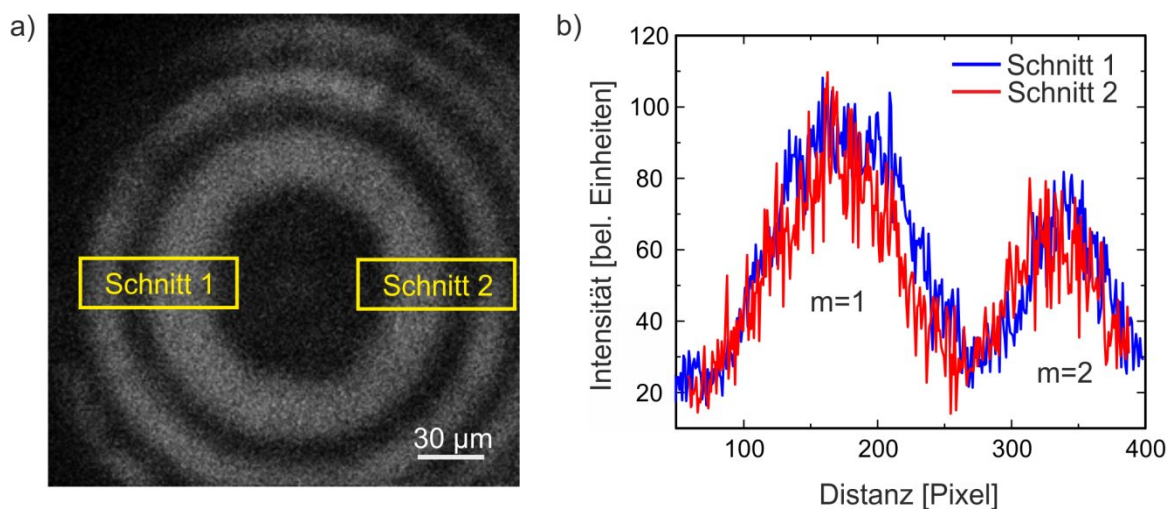 a)
Schnitt 1
Schnitt 2
30 µm
b)
Intensität [bel. Einheiten]
120
100
80
60
40
20
Schnitt 1
Schnitt 2
m=1
m=2
100
200
300
400
Distanz [Pixel]